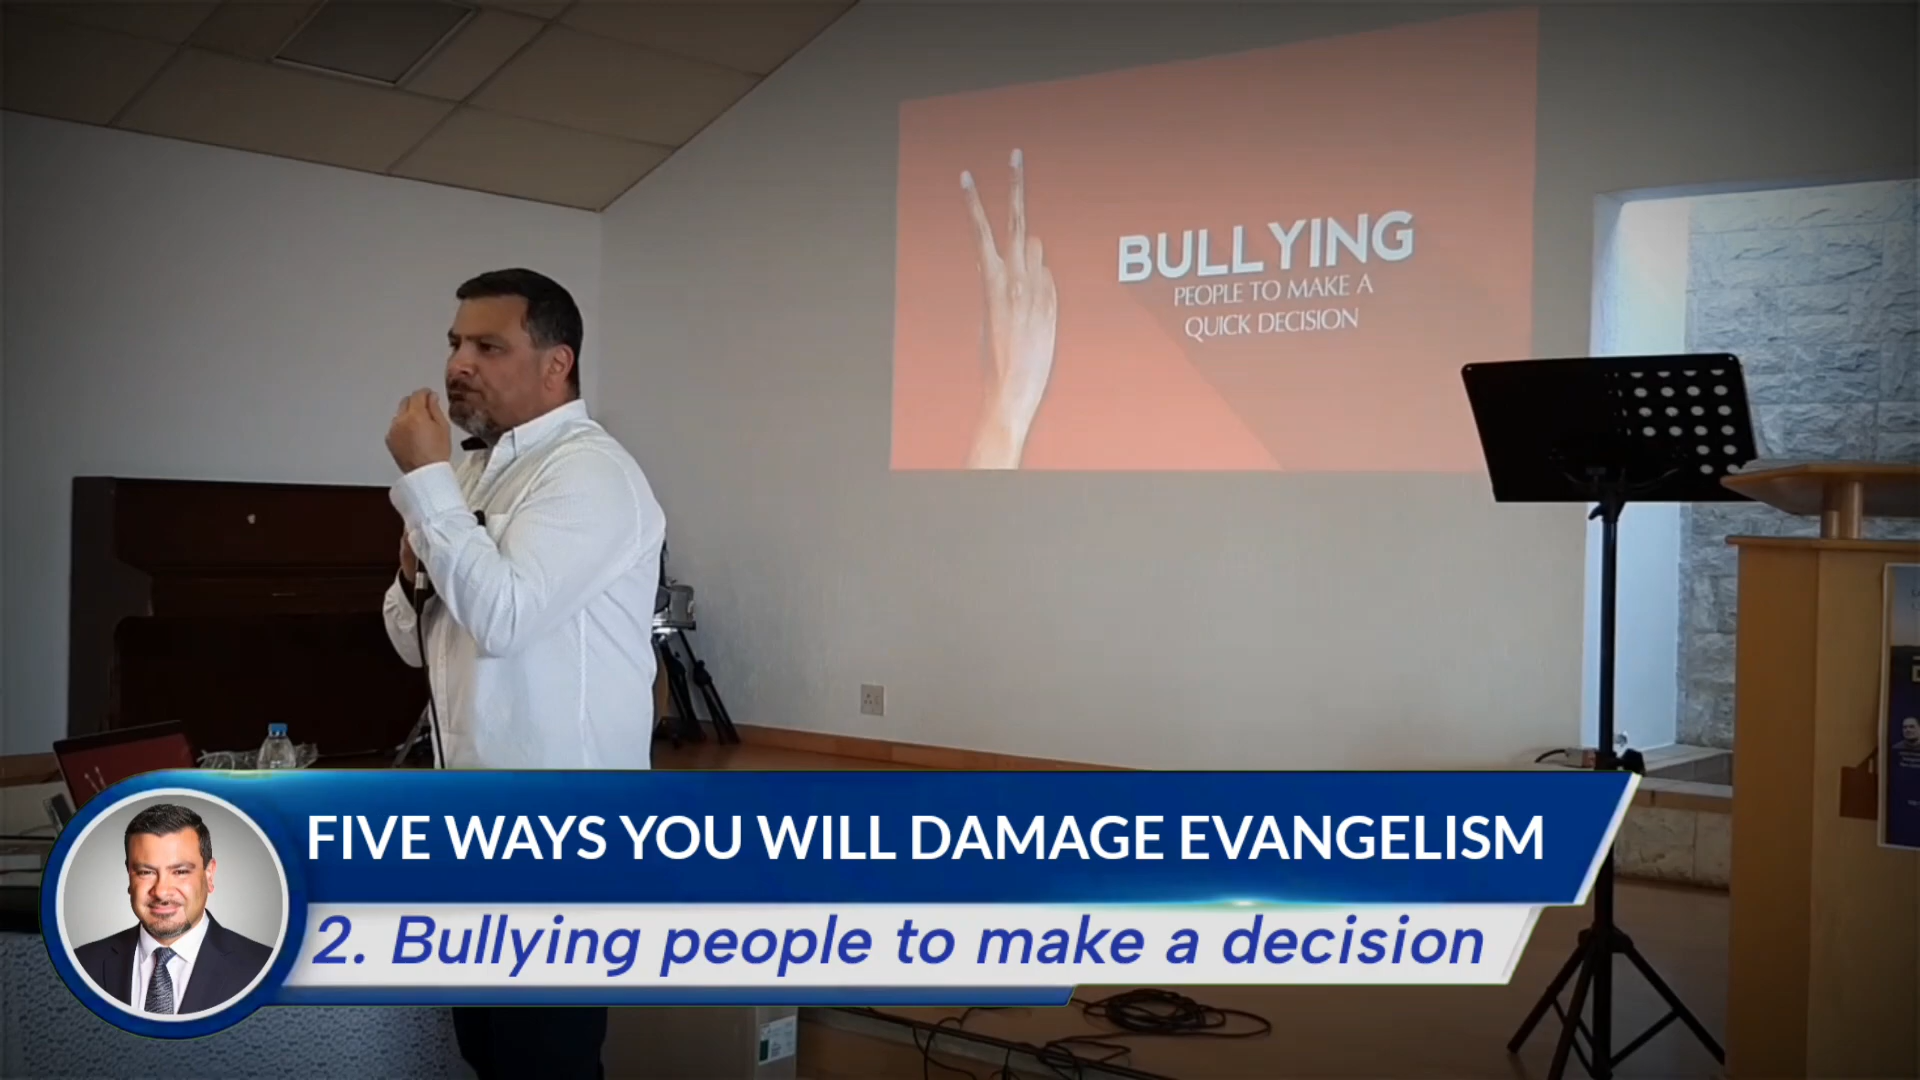 BULLYING
PEOPLE TO MAKE A
QUICK DECISION
FIVE WAYS YOU WILL DAMAGE EVANGELISM
2. Bullying people to make a decision